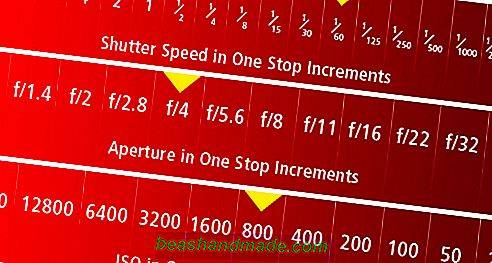 2 1 1/2 1/4 1/8 1/15 1/30 1/60 1/125 1/250 1/500 1/1000
Shutter Speed in One Stop Increments
f/1.4 f/2 f/2.8 f/4 f/5.6 f/8 f/11 f/16 f/22 f/32
Aperture in One Stop Increments
12800 6400 3200 1600 800 400 200 100 50
beashandmade.com
ISO in